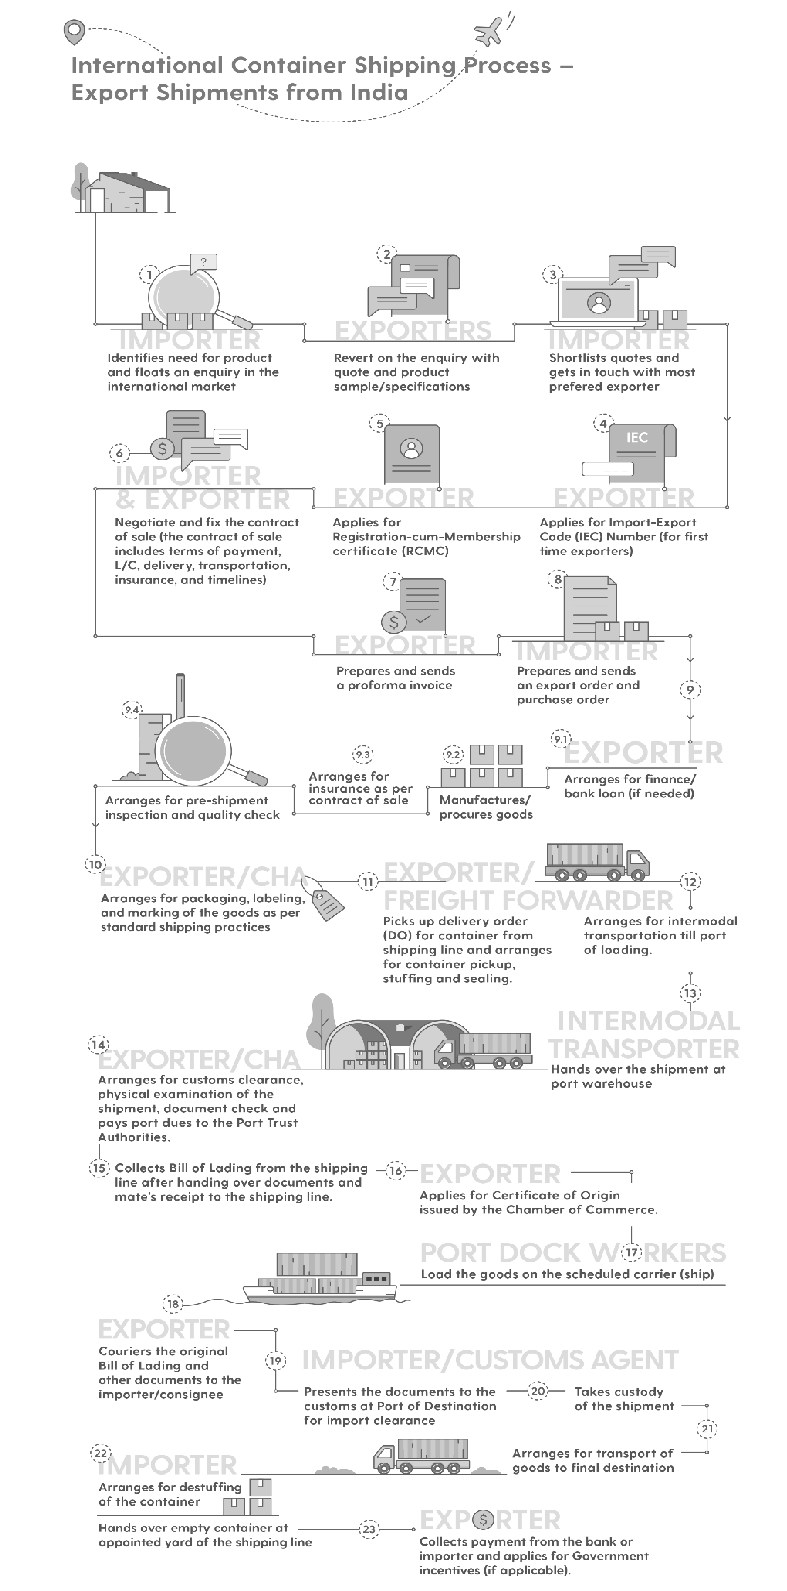 International Container Shipping Process –
Export Shipments from India
1
?
IMPORTER
Identifies need for product
and floats an enquiry in the
international market
2
EXPORTERS
Revert on the enquiry with
quote and product
sample/specifications
3
IMPORTER
Shortlists quotes and
gets in touch with most
prefered exporter
4
IEC
EXPORTER
Applies for Import-Export
Code (IEC) Number (for first
time exporters)
5
EXPORTER
Applies for
Registration-cum-Membership
certificate (RCMC)
6
$
IMPORTER
& EXPORTER
Negotiate and fix the contract
of sale (the contract of sale
includes terms of payment,
L/C, delivery, transportation,
insurance, and timelines)
7
$
EXPORTER
Prepares and sends
a proforma invoice
8
IMPORTER
Prepares and sends
an export order and
purchase order
9
9.1
EXPORTER
Arranges for finance/
bank loan (if needed)
9.2
Manufactures/
procures goods
9.3
Arranges for
insurance as per
contract of sale
9.4
Arranges for pre-shipment
inspection and quality check
10
EXPORTER/CHA
Arranges for packaging, labeling,
and marking of the goods as per
standard shipping practices
11
EXPORTER/
FREIGHT FORWARDER
Picks up delivery order
(DO) for container from
shipping line and arranges
for container pickup,
stuffing and sealing.
12
Arranges for intermodal
transportation till port
of loading.
13
INTERMODAL
TRANSPORTER
Hands over the shipment at
port warehouse
14
EXPORTER/CHA
Arranges for customs clearance,
physical examination of the
shipment, document check and
pays port dues to the Port Trust
Authorities.
15
Collects Bill of Lading from the shipping
line after handing over documents and
mate's receipt to the shipping line.
16
EXPORTER
Applies for Certificate of Origin
issued by the Chamber of Commerce.
17
PORT DOCK WORKERS
Load the goods on the scheduled carrier (ship)
18
EXPORTER
Couriers the original
Bill of Lading and
other documents to the
importer/consignee
19
IMPORTER/CUSTOMS AGENT
Presents the documents to the
customs at Port of Destination
for import clearance
20
Takes custody
of the shipment
21
Arranges for transport of
goods to final destination
22
IMPORTER
Arranges for destuffing
of the container
Hands over empty container at
appointed yard of the shipping line
23
EXPORTER
$
Collects payment from the bank or
importer and applies for Government
incentives (if applicable).